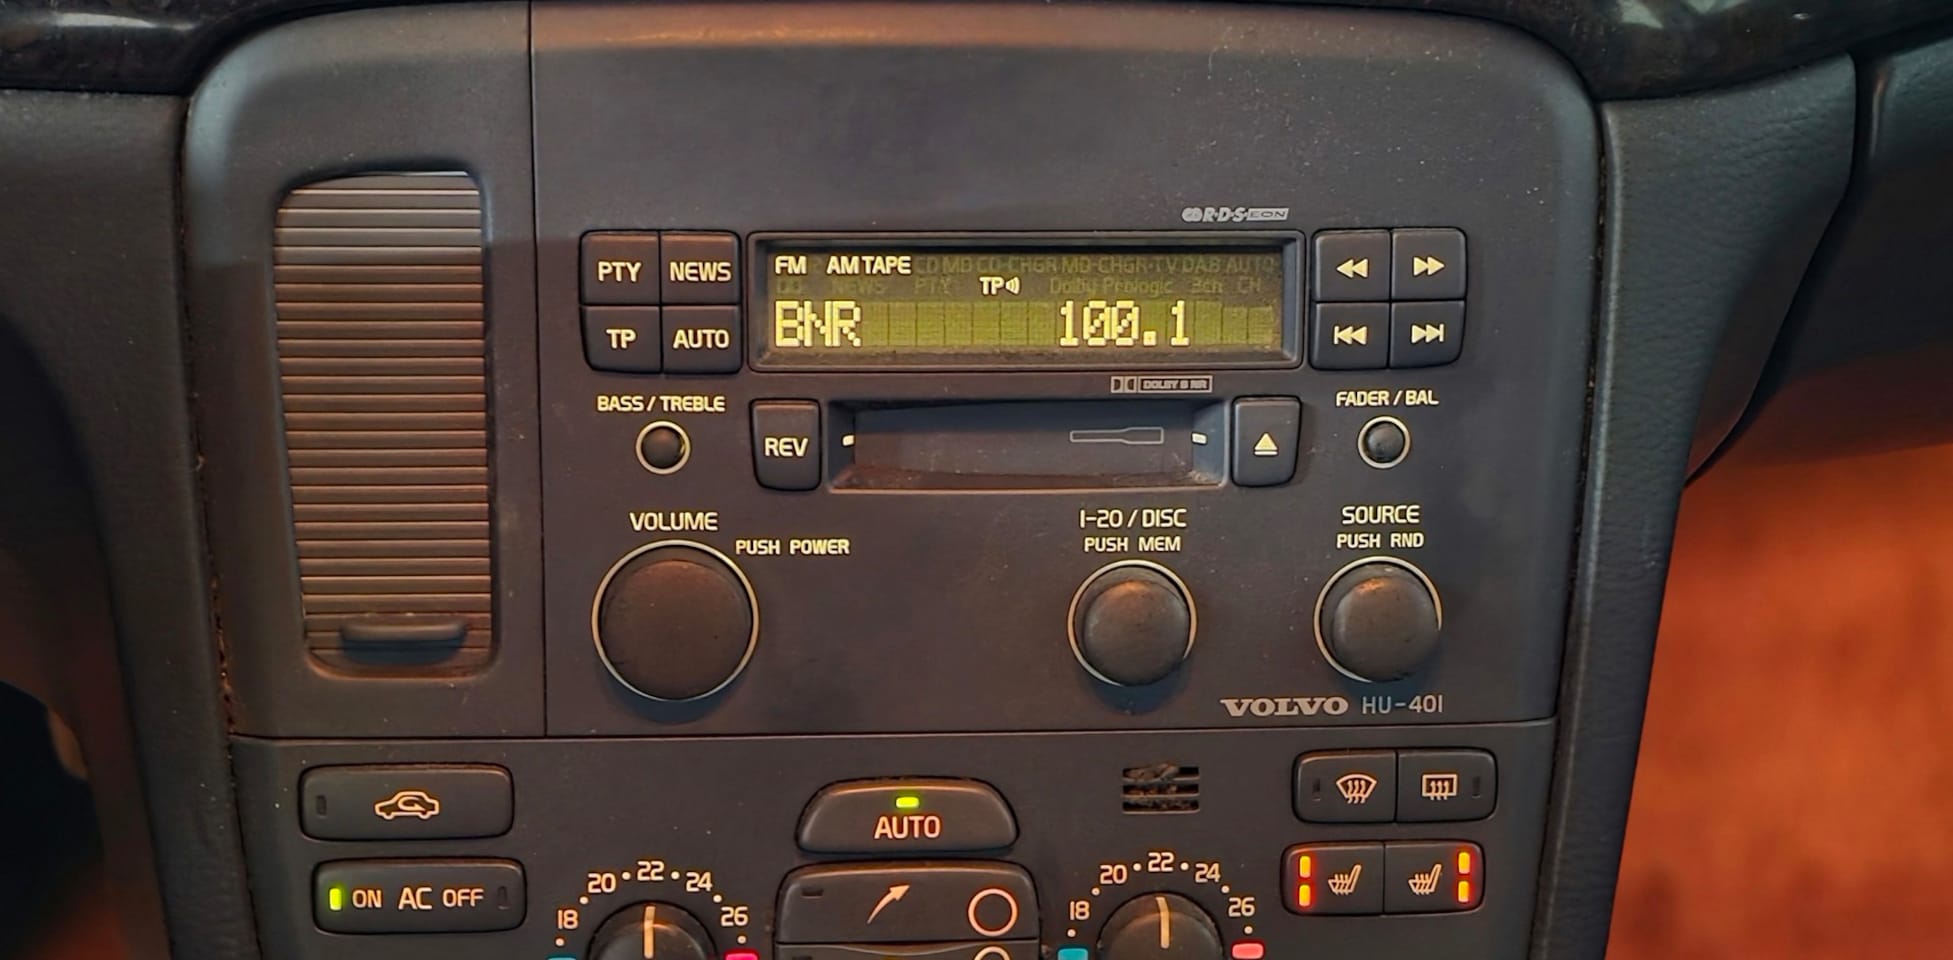 R·D·S EON
PTY NEWS
TP AUTO
FM AM TAPE CD MD CD-CHGR MD-CHGR TV DAB AUTO
NEWS PTY TP Dolby Prologic 3ch CH
BNR 100.1
DOLBY B NR
BASS / TREBLE
FADER / BAL
REV
VOLUME
PUSH POWER
1-20 / DISC
PUSH MEM
SOURCE
PUSH RND
VOLVO HU-401
AUTO
ON AC OFF
18 20 22 24 26
18 20 22 24 26